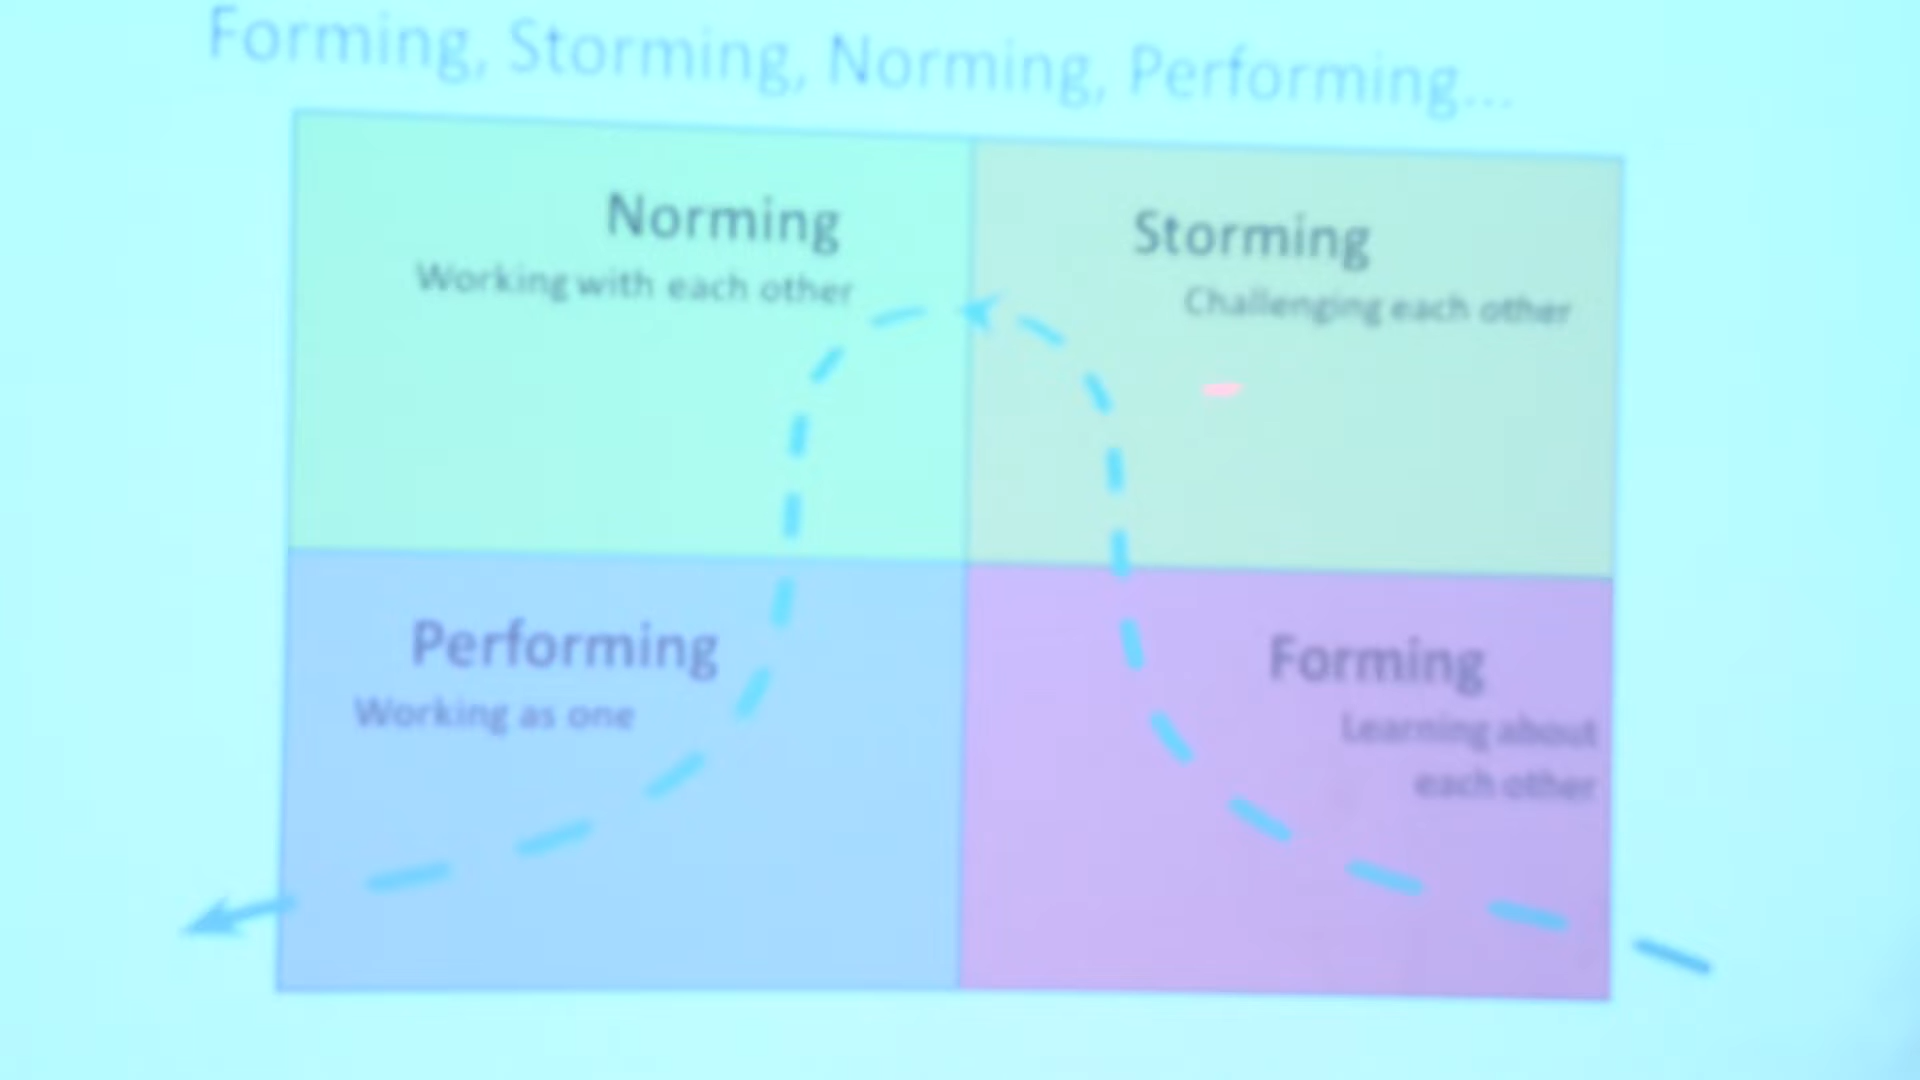 Forming, Storming, Norming, Performing...
Norming
Working with each other
Storming
Challenging each other
Performing
Working as one
Forming
Learning about
each other